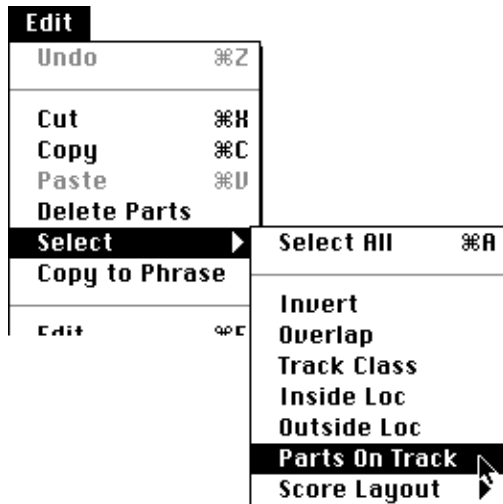 Edit
Undo ⌘Z
Cut ⌘X
Copy ⌘C
Paste ⌘V
Delete Parts
Select
Copy to Phrase
Edit ⌘E
Select All ⌘A
Invert
Overlap
Track Class
Inside Loc
Outside Loc
Parts On Track
Score Layout